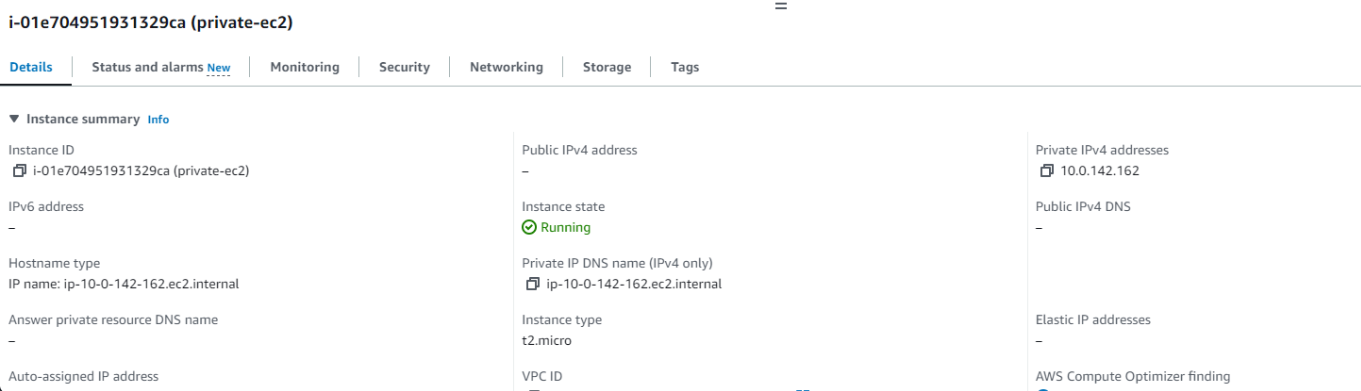 i-01e704951931329ca (private-ec2)
Details Status and alarms New Monitoring Security Networking Storage Tags
Instance summary Info
Instance ID Public IPv4 address Private IPv4 addresses
i-01e704951931329ca (private-ec2) – 10.0.142.162
IPv6 address Instance state Public IPv4 DNS
– Running –
Hostname type Private IP DNS name (IPv4 only)
IP name: ip-10-0-142-162.ec2.internal ip-10-0-142-162.ec2.internal
Answer private resource DNS name Instance type Elastic IP addresses
– t2.micro –
Auto-assigned IP address VPC ID AWS Compute Optimizer finding